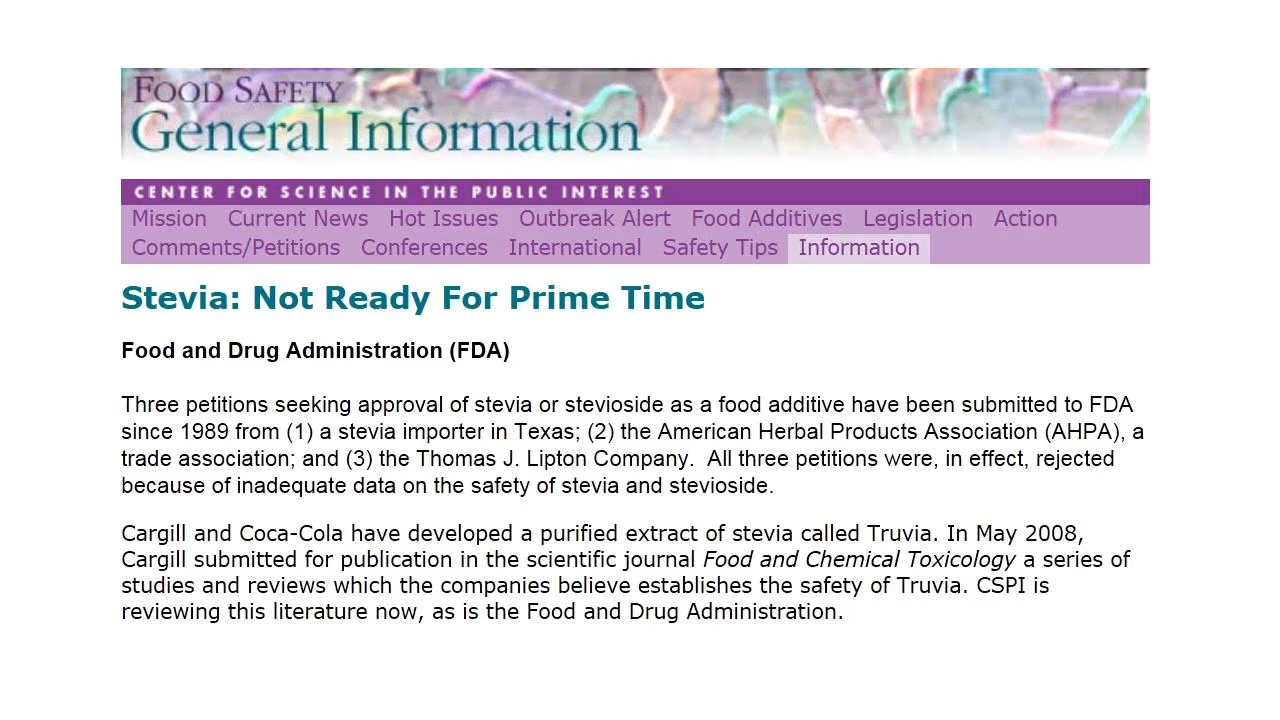 FOOD SAFETY
General Information
CENTER FOR SCIENCE IN THE PUBLIC INTEREST
Mission Current News Hot Issues Outbreak Alert Food Additives Legislation Action
Comments/Petitions Conferences International Safety Tips Information
Stevia: Not Ready For Prime Time
Food and Drug Administration (FDA)
Three petitions seeking approval of stevia or stevioside as a food additive have been submitted to FDA
since 1989 from (1) a stevia importer in Texas; (2) the American Herbal Products Association (AHPA), a
trade association; and (3) the Thomas J. Lipton Company. All three petitions were, in effect, rejected
because of inadequate data on the safety of stevia and stevioside.
Cargill and Coca-Cola have developed a purified extract of stevia called Truvia. In May 2008,
Cargill submitted for publication in the scientific journal Food and Chemical Toxicology a series of
studies and reviews which the companies believe establishes the safety of Truvia. CSPI is
reviewing this literature now, as is the Food and Drug Administration.